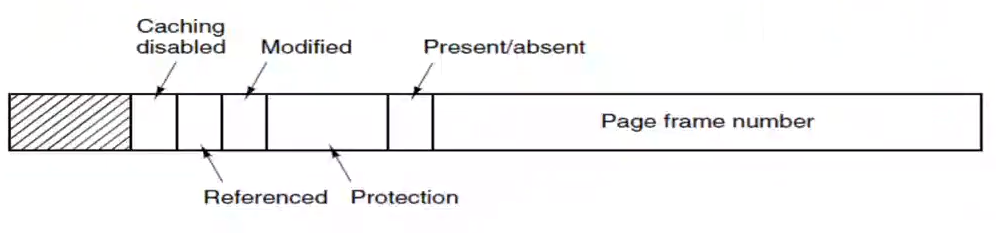 Caching
disabled
Modified
Present/absent
Page frame number
Referenced
Protection